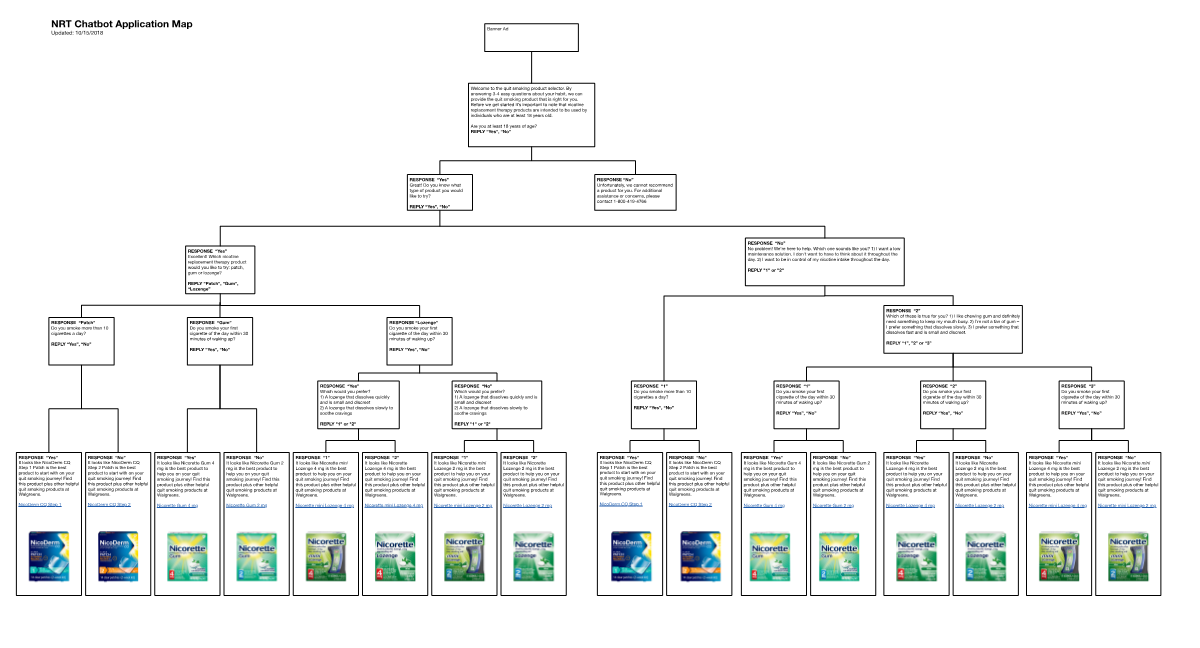 NRT Chatbot Application Map
Updated: 10/15/2018
Banner Ad
Welcome to the quit smoking product selector. By
answering 3-4 easy questions about your habit, we can
provide the quit smoking product that is right for you.
Before we get started it's important to note that nicotine
replacement therapy products are intended to be used by
individuals who are at least 18 years old.
Are you at least 18 years of age?
REPLY "Yes", "No"
RESPONSE "Yes"
Great! Do you know what
type of product you would
like to try?
REPLY "Yes", "No"
RESPONSE "No"
Unfortunately, we cannot recommend
a product for you. For additional
assistance or concerns, please
contact 1-800-419-4766
RESPONSE "Yes"
Excellent! Which nicotine
replacement therapy product
would you like to try: patch,
gum or lozenge?
REPLY "Patch", "Gum",
"Lozenge"
RESPONSE "No"
No problem! We're here to help. Which one sounds like you? 1) I want a low
maintenance solution, I don't want to have to think about it throughout the
day. 2) I want to be in control of my nicotine intake throughout the day.
REPLY "1" or "2"
RESPONSE "Patch"
Do you smoke more than 10
cigarettes a day?
REPLY "Yes", "No"
RESPONSE "Gum"
Do you smoke your first
cigarette of the day within 30
minutes of waking up?
REPLY "Yes", "No"
RESPONSE "Lozenge"
Do you smoke your first
cigarette of the day within 30
minutes of waking up?
REPLY "Yes", "No"
RESPONSE "2"
Which of these is true for you? 1) I like chewing gum and definitely
need something to keep my mouth busy. 2) I'm not a fan of gum –
I prefer something that dissolves slowly. 3) I prefer something that
dissolves fast and is small and discreet.
REPLY "1", "2" or "3"
RESPONSE "Yes"
Which would you prefer?
1) A lozenge that dissolves quickly
and is small and discreet
2) A lozenge that dissolves slowly to
soothe cravings
REPLY "1" or "2"
RESPONSE "No"
Which would you prefer?
1) A lozenge that dissolves quickly and is
small and discreet
2) A lozenge that dissolves slowly to
soothe cravings
REPLY "1" or "2"
RESPONSE "1"
Do you smoke more than 10
cigarettes a day?
REPLY "Yes", "No"
RESPONSE "1"
Do you smoke your first
cigarette of the day within 30
minutes of waking up?
REPLY "Yes", "No"
RESPONSE "2"
Do you smoke your first
cigarette of the day within 30
minutes of waking up?
REPLY "Yes", "No"
RESPONSE "2"
Do you smoke your first
cigarette of the day within 30
minutes of waking up?
REPLY "Yes", "No"
RESPONSE "Yes"
It looks like NicoDerm CQ
Step 1 Patch is the best
product to start with on your
quit smoking journey! Find
this product plus other helpful
quit smoking products at
Walgreens.
NicoDerm CQ Step 1
RESPONSE "No"
It looks like NicoDerm CQ
Step 2 Patch is the best
product to start with on your
quit smoking journey! Find
this product plus other helpful
quit smoking products at
Walgreens.
NicoDerm CQ Step 2
RESPONSE "Yes"
It looks like Nicorette Gum 4
mg is the best product to
help you on your quit
smoking journey! Find this
product plus other helpful
quit smoking products at
Walgreens.
Nicorette Gum 4 mg
RESPONSE "No"
It looks like Nicorette Gum 2
mg is the best product to
help you on your quit
smoking journey! Find this
product plus other helpful
quit smoking products at
Walgreens.
Nicorette Gum 2 mg
RESPONSE "1"
It looks like Nicorette mini
Lozenge 4 mg is the best
product to help you on your
quit smoking journey! Find
this product plus other
helpful quit smoking
products at Walgreens.
Nicorette mini Lozenge 4 mg
RESPONSE "2"
It looks like Nicorette
Lozenge 4 mg is the best
product to help you on your
quit smoking journey! Find
this product plus other
helpful quit smoking
products at Walgreens.
Nicorette mini Lozenge 4 mg
RESPONSE "1"
It looks like Nicorette mini
Lozenge 2 mg is the best
product to help you on your
quit smoking journey! Find
this product plus other
helpful quit smoking
products at Walgreens.
Nicorette mini Lozenge 2 mg
RESPONSE "2"
It looks like Nicorette
Lozenge 2 mg is the best
product to help you on your
quit smoking journey! Find
this product plus other
helpful quit smoking
products at Walgreens.
RESPONSE "Yes"
It looks like NicoDerm CQ
Step 1 Patch is the best
product to start with on your
quit smoking journey! Find
this product plus other helpful
quit smoking products at
Walgreens.
NicoDerm CQ Step 1
RESPONSE "No"
It looks like NicoDerm CQ
Step 2 Patch is the best
product to start with on your
quit smoking journey! Find
this product plus other helpful
quit smoking products at
Walgreens.
NicoDerm CQ Step 2
RESPONSE "Yes"
It looks like Nicorette Gum 4
mg is the best product to
help you on your quit
smoking journey! Find this
product plus other helpful
quit smoking products at
Walgreens.
Nicorette Gum 4 mg
RESPONSE "No"
It looks like Nicorette Gum 2
mg is the best product to
help you on your quit
smoking journey! Find this
product plus other helpful
quit smoking products at
Walgreens.
Nicorette Gum 2 mg
RESPONSE "Yes"
It looks like Nicorette
Lozenge 4 mg is the best
product to help you on your
quit smoking journey! Find
this product plus other
helpful quit smoking
products at Walgreens.
RESPONSE "No"
It looks like Nicorette
Lozenge 2 mg is the best
product to help you on your
quit smoking journey! Find
this product plus other
helpful quit smoking
products at Walgreens.
RESPONSE "Yes"
It looks like Nicorette mini
Lozenge 4 mg is the best
product to help you on your
quit smoking journey! Find
this product plus other
helpful quit smoking
products at Walgreens.
RESPONSE "No"
It looks like Nicorette mini
Lozenge 2 mg is the best
product to help you on your
quit smoking journey! Find
this product plus other
helpful quit smoking
products at Walgreens.
Nicorette mini Lozenge 2 mg
NicoDerm
NicoDerm
Nicorette
Gum
4
Nicorette
Gum
2
Nicorette
mini
4
Nicorette
Lozenge
4
Nicorette
mini
2
Nicorette
Lozenge
2
NicoDerm
NicoDerm
Nicorette
Gum
4
Nicorette
Gum
2
Nicorette
Lozenge
4
Nicorette
Lozenge
2
Nicorette
mini
4
Nicorette
mini
2